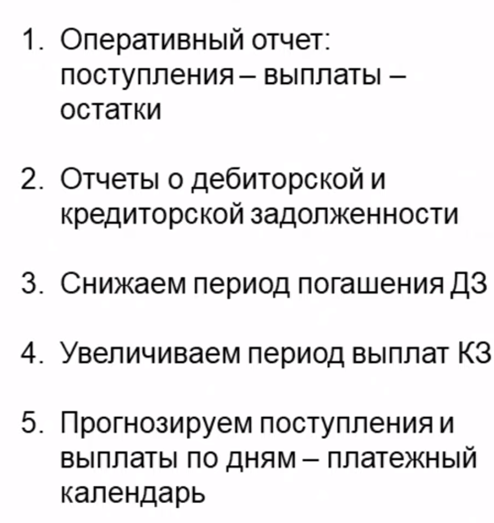 1. Оперативный отчет:
поступления – выплаты –
остатки
2. Отчеты о дебиторской и
кредиторской задолженности
3. Снижаем период погашения ДЗ
4. Увеличиваем период выплат КЗ
5. Прогнозируем поступления и
выплаты по дням – платежный
календарь